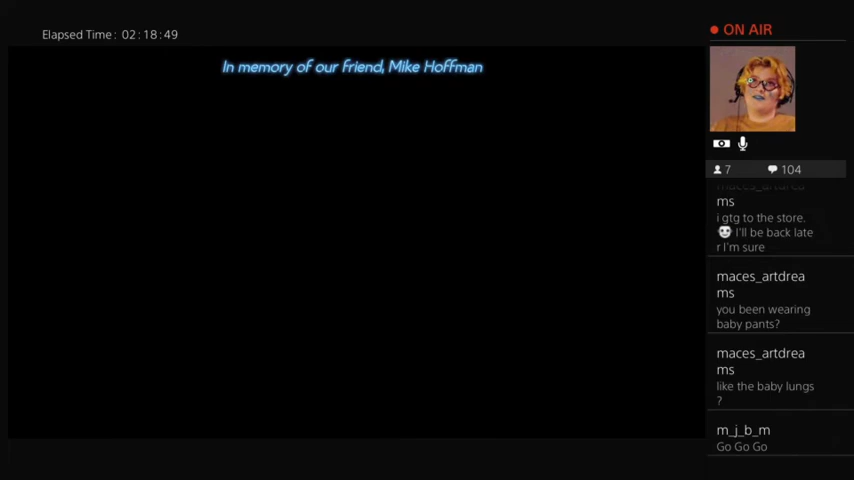 Elapsed Time : 02:18:49
ON AIR
In memory of our friend, Mike Hoffman
7 104
maces_artdrea
ms
i gtg to the store.
I'll be back late
r I'm sure
maces_artdrea
ms
you been wearing
baby pants?
maces_artdrea
ms
like the baby lungs
?
m_j_b_m
Go Go Go